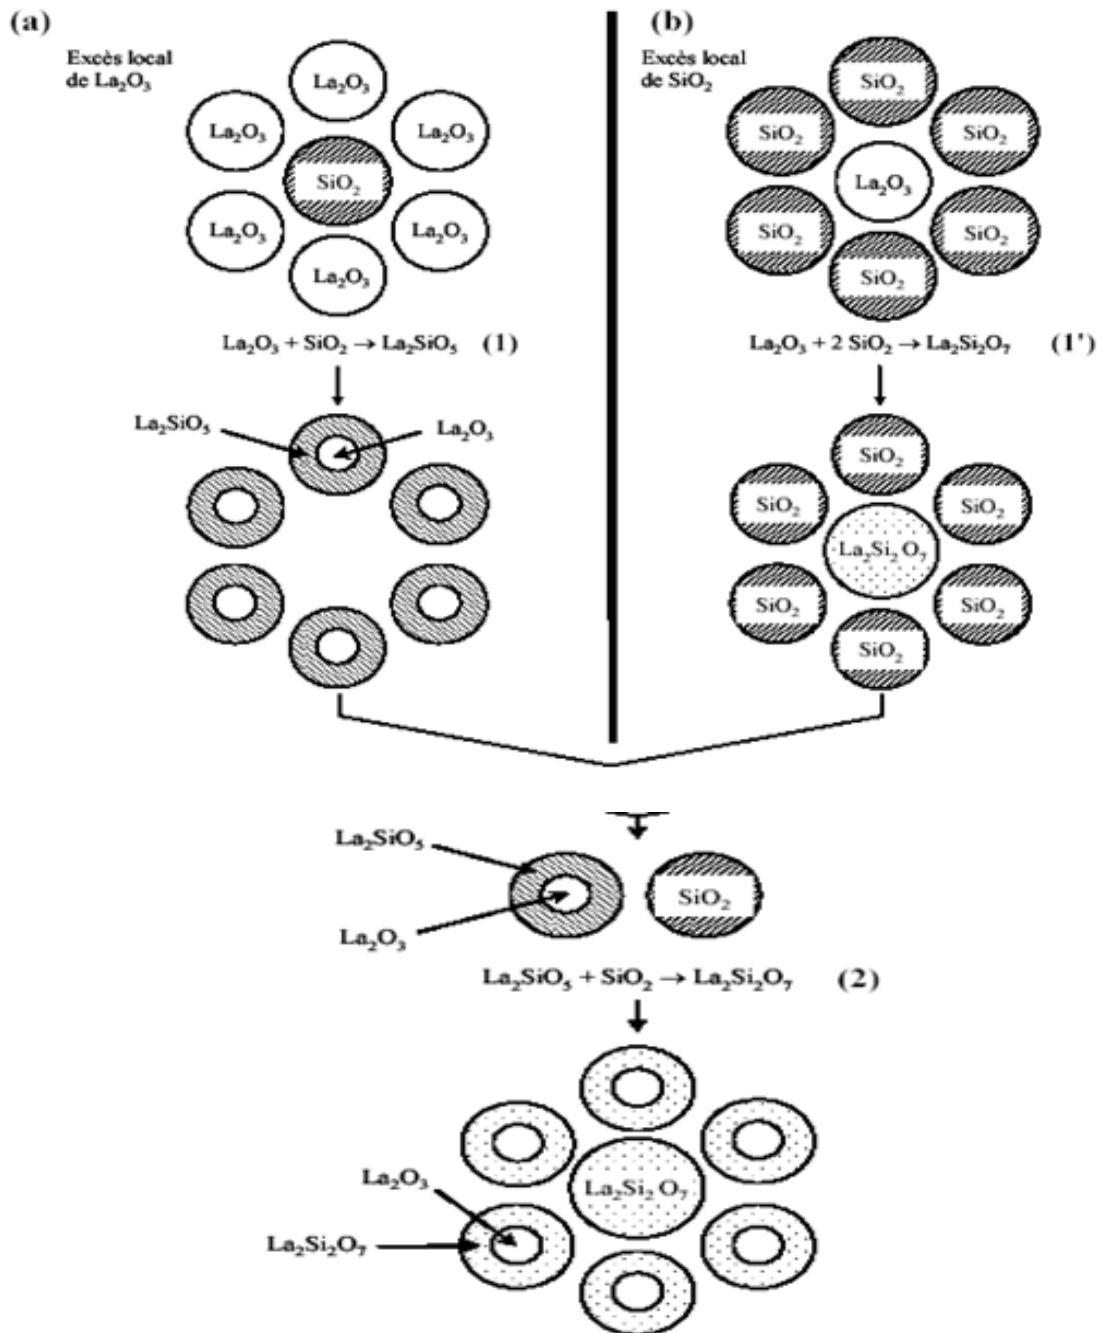 (a)
Excès local
de La₂O₃
La₂O₃
La₂O₃
La₂O₃
SiO₂
La₂O₃
La₂O₃
La₂O₃
La₂O₃ + SiO₂ → La₂SiO₅ (1)
La₂SiO₅
La₂O₃
(b)
Excès local
de SiO₂
SiO₂
SiO₂
SiO₂
La₂O₃
SiO₂
SiO₂
SiO₂
La₂O₃ + 2 SiO₂ → La₂Si₂O₇ (1')
SiO₂
SiO₂
SiO₂
La₂Si₂O₇
SiO₂
SiO₂
SiO₂
La₂SiO₅
SiO₂
La₂O₃
La₂SiO₅ + SiO₂ → La₂Si₂O₇ (2)
La₂O₃
La₂Si₂O₇
La₂Si₂O₇